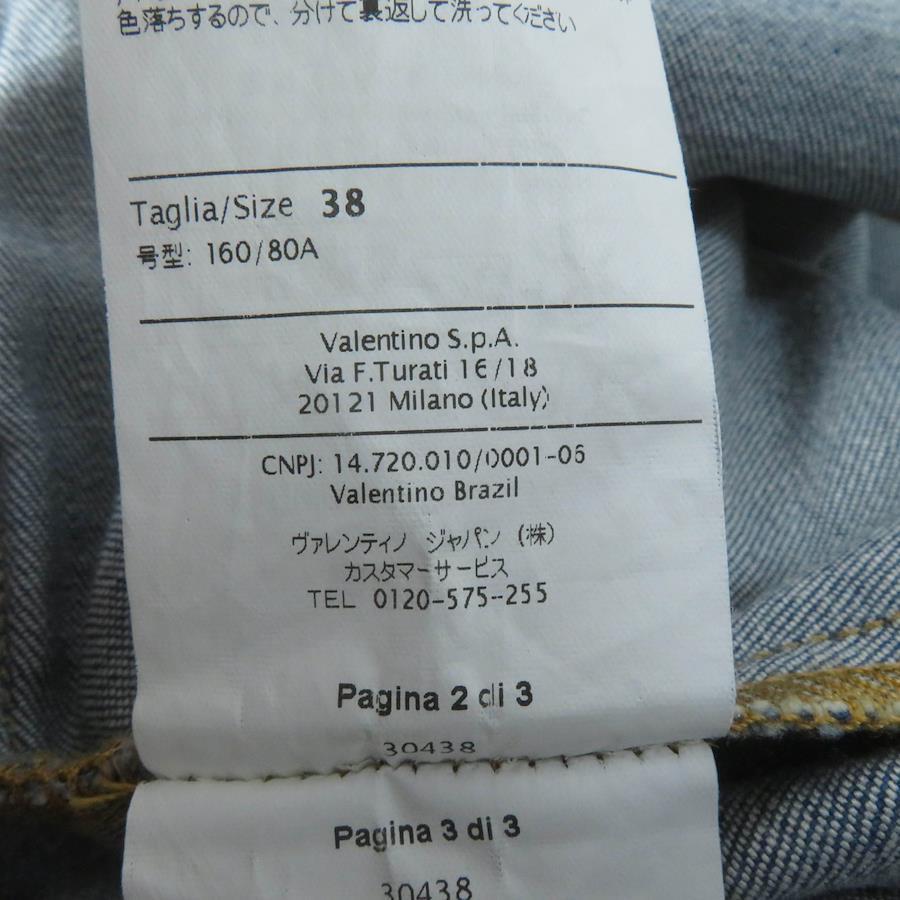 色落ちするので、分けて裏返して洗ってください
Taglia/Size 38
号型: 160/80A
Valentino S.p.A.
Via F.Turati 16/18
20121 Milano (Italy)
CNPJ: 14.720.010/0001-06
Valentino Brazil
ヴァレンティノ ジャパン (株)
カスタマーサービス
TEL 0120-575-255
Pagina 2 di 3
30438
Pagina 3 di 3
30438